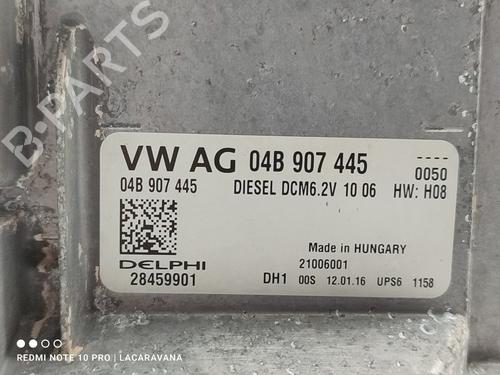 VW AG 04B 907 445
----
0050
04B 907 445 DIESEL DCM6.2V 10 06 HW: H08
Made in HUNGARY
DELPHI 21006001
28459901 DH1 00S 12.01.16 UPS6 1158
B-PARTS
REDMI NOTE 10 PRO | LACARAVANA